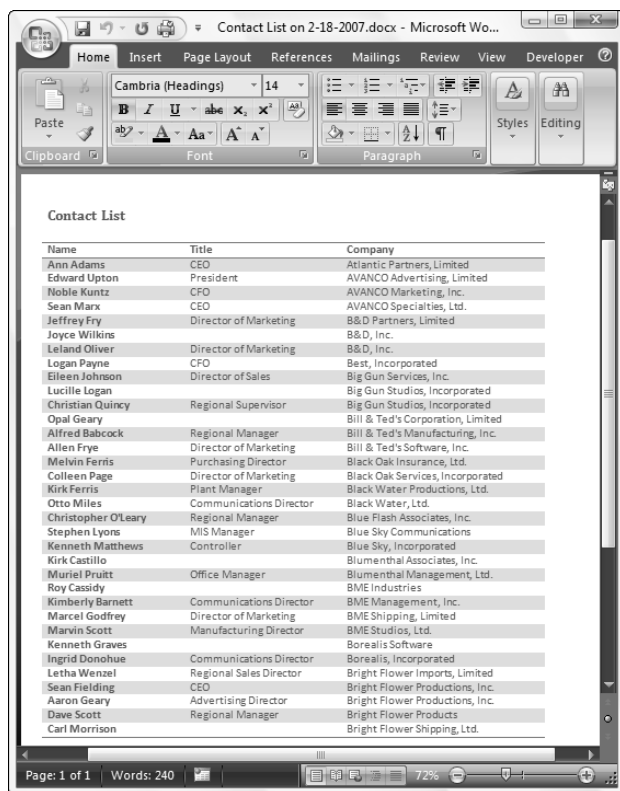 Contact List on 2-18-2007.docx - Microsoft Wo...
Home Insert Page Layout References Mailings Review View Developer
Cambria (Headings) 14
B I U abe X₂ X²
ab A Aa A A
Paste Styles Editing
Clipboard Font Paragraph
Contact List
Name Title Company
Ann Adams CEO Atlantic Partners, Limited
Edward Upton President AVANCO Advertising, Limited
Noble Kuntz CFO AVANCO Marketing, Inc.
Sean Marx CEO AVANCO Specialties, Ltd.
Jeffrey Fry Director of Marketing B&D Partners, Limited
Joyce Wilkins B&D, Inc.
Leland Oliver Director of Marketing B&D, Inc.
Logan Payne CFO Best, Incorporated
Eileen Johnson Director of Sales Big Gun Services, Inc.
Lucille Logan Big Gun Studios, Incorporated
Christian Quincy Regional Supervisor Big Gun Studios, Incorporated
Opal Geary Bill & Ted's Corporation, Limited
Alfred Babcock Regional Manager Bill & Ted's Manufacturing, Inc.
Allen Frye Director of Marketing Bill & Ted's Software, Inc.
Melvin Ferris Purchasing Director Black Oak Insurance, Ltd.
Colleen Page Director of Marketing Black Oak Services, Incorporated
Kirk Ferris Plant Manager Black Water Productions, Ltd.
Otto Miles Communications Director Black Water, Ltd.
Christopher O'Leary Regional Manager Blue Flash Associates, Inc.
Stephen Lyons MIS Manager Blue Sky Communications
Kenneth Matthews Controller Blue Sky, Incorporated
Kirk Castillo Blumenthal Associates, Inc.
Muriel Pruitt Office Manager Blumenthal Management, Ltd.
Roy Cassidy BME Industries
Kimberly Barnett Communications Director BME Management, Inc.
Marcel Godfrey Director of Marketing BME Shipping, Limited
Marvin Scott Manufacturing Director BME Studios, Ltd.
Kenneth Graves Borealis Software
Ingrid Donohue Communications Director Borealis, Incorporated
Letha Wenzel Regional Sales Director Bright Flower Imports, Limited
Sean Fielding CEO Bright Flower Productions, Inc.
Aaron Geary Advertising Director Bright Flower Productions, Inc.
Dave Scott Regional Manager Bright Flower Products
Carl Morrison Bright Flower Shipping, Ltd.
Page: 1 of 1 Words: 240 72%